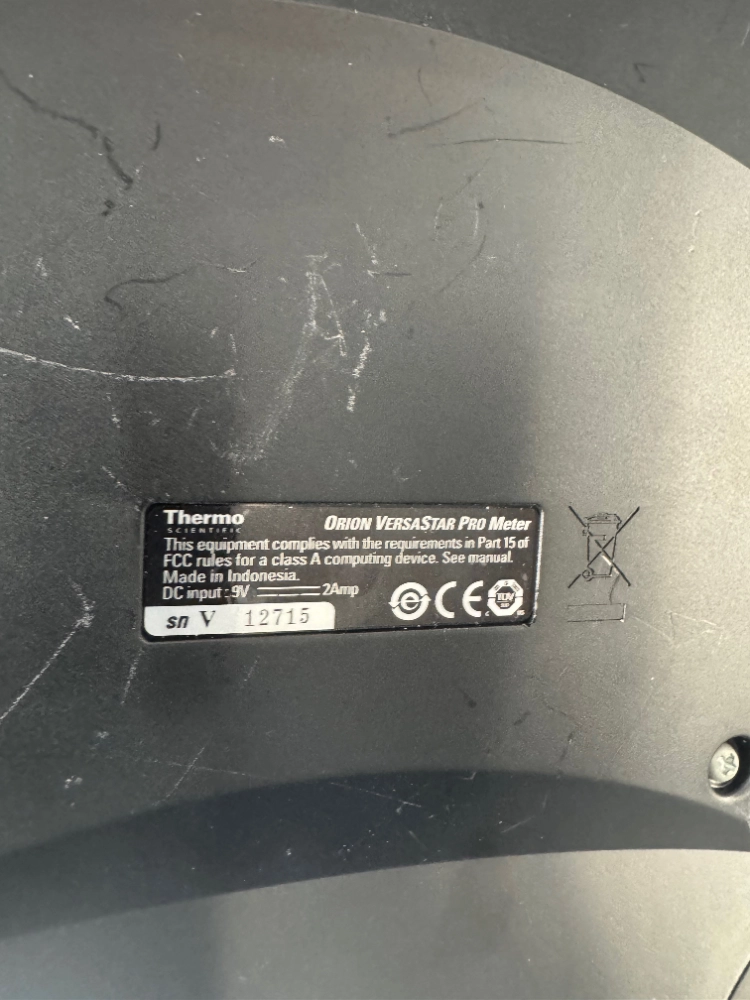 Thermo
SCIENTIFIC
ORION VERSASTAR PRO Meter
This equipment complies with the requirements in Part 15 of
FCC rules for a class A computing device. See manual.
Made in Indonesia.
DC input : 9V 2Amp
sn V 12715
CE
TÜV